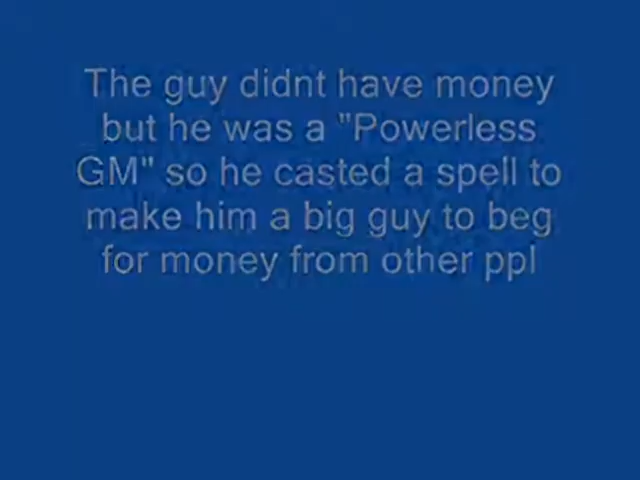 The guy didnt have money
but he was a "Powerless
GM" so he casted a spell to
make him a big guy to beg
for money from other ppl